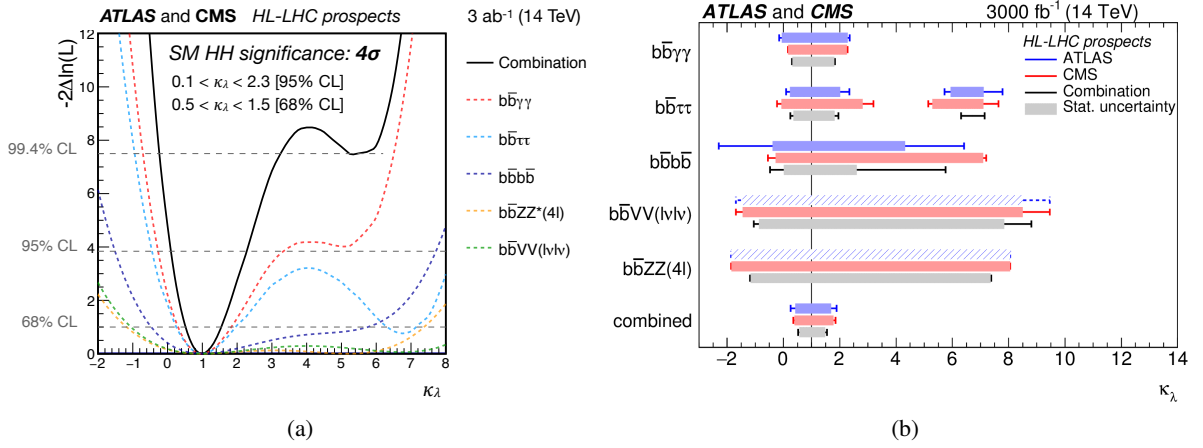 ATLAS and CMS HL-LHC prospects 3 ab⁻¹ (14 TeV)
-2Δln(L)
12
10
8
6
4
2
0
SM HH significance: 4σ
0.1 < κλ < 2.3 [95% CL]
0.5 < κλ < 1.5 [68% CL]
99.4% CL
95% CL
68% CL
−2 −1 0 1 2 3 4 5 6 7 8
κλ
Combination
bb̄γγ
bb̄ττ
bb̄bb̄
bb̄ZZ*(4l)
bb̄VV(lνlν)
(a)
ATLAS and CMS 3000 fb⁻¹ (14 TeV)
HL-LHC prospects
ATLAS
CMS
Combination
Stat. uncertainty
bb̄γγ
bb̄ττ
bb̄bb̄
bb̄VV(lνlν)
bb̄ZZ(4l)
combined
−2 0 2 4 6 8 10 12 14
κλ
(b)